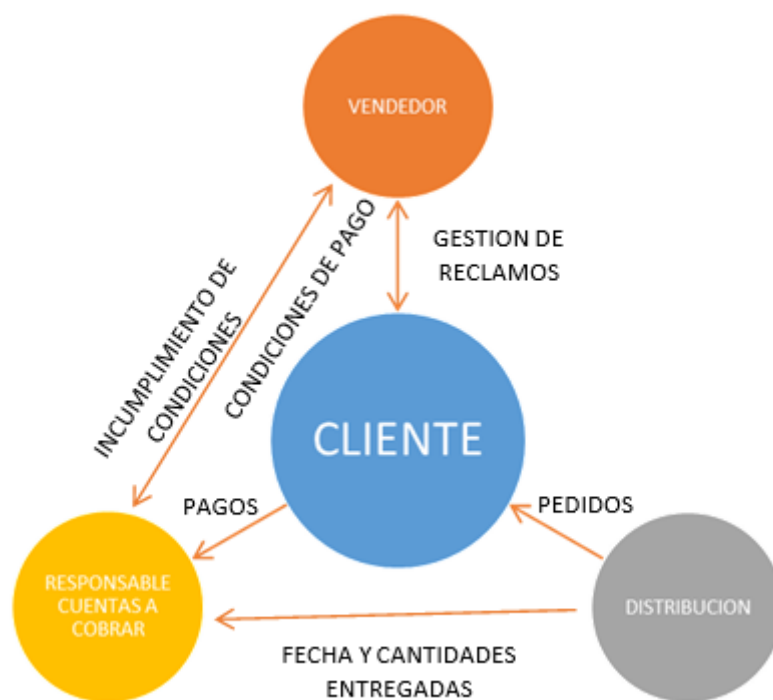 VENDEDOR
GESTION DE
RECLAMOS
INCUMPLIMIENTO DE
CONDICIONES
CONDICIONES DE PAGO
CLIENTE
PAGOS
PEDIDOS
RESPONSABLE
CUENTAS A
COBRAR
DISTRIBUCION
FECHA Y CANTIDADES
ENTREGADAS